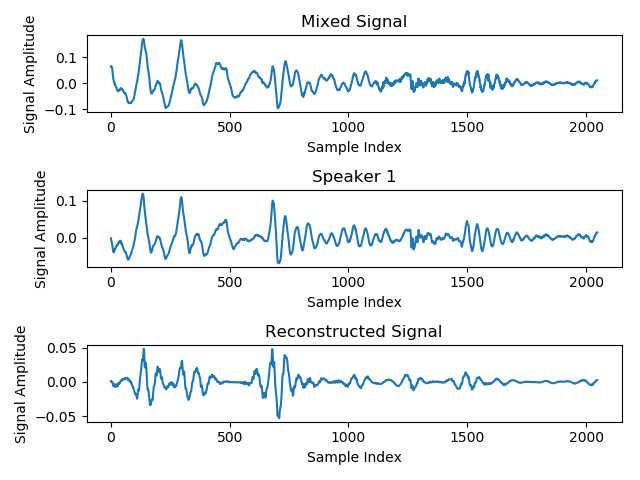 Mixed Signal
Signal Amplitude
0.1
0.0
−0.1
0 500 1000 1500 2000
Sample Index
Speaker 1
Signal Amplitude
0.1
0.0
0 500 1000 1500 2000
Sample Index
Reconstructed Signal
Signal Amplitude
0.05
0.00
−0.05
0 500 1000 1500 2000
Sample Index